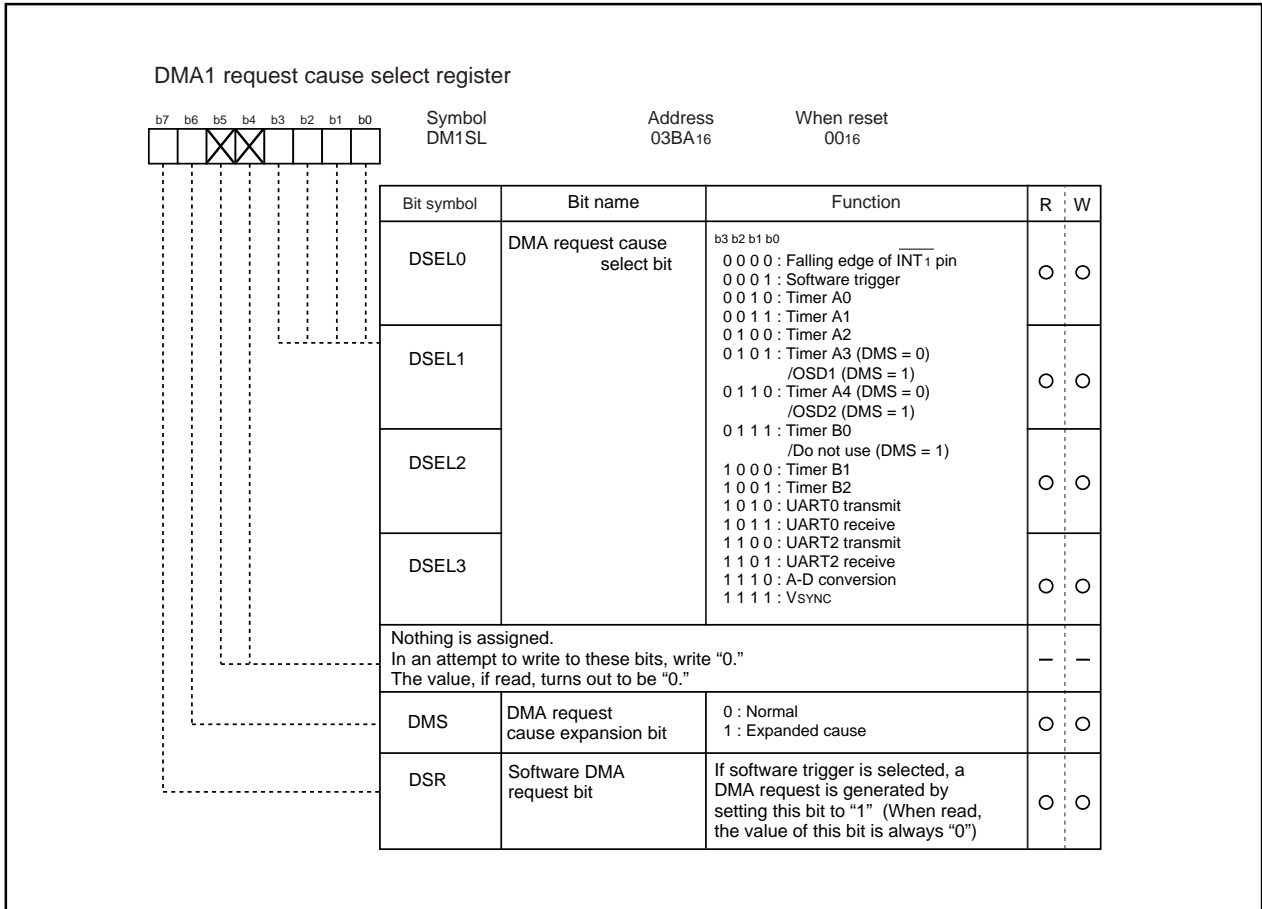 DMA1 request cause select register
b7 b6 b5 b4 b3 b2 b1 b0
Symbol Address When reset
DM1SL 03BA16 0016
Bit symbol Bit name Function R W
DSEL0
DMA request cause
select bit
b3 b2 b1 b0
0 0 0 0 : Falling edge of INT1 pin
0 0 0 1 : Software trigger
0 0 1 0 : Timer A0
0 0 1 1 : Timer A1
0 1 0 0 : Timer A2
DSEL1
0 1 0 1 : Timer A3 (DMS = 0)
/OSD1 (DMS = 1)
0 1 1 0 : Timer A4 (DMS = 0)
/OSD2 (DMS = 1)
0 1 1 1 : Timer B0
/Do not use (DMS = 1)
DSEL2
1 0 0 0 : Timer B1
1 0 0 1 : Timer B2
1 0 1 0 : UART0 transmit
1 0 1 1 : UART0 receive
1 1 0 0 : UART2 transmit
1 1 0 1 : UART2 receive
DSEL3
1 1 1 0 : A-D conversion
1 1 1 1 : VSYNC
Nothing is assigned.
In an attempt to write to these bits, write “0.”
The value, if read, turns out to be “0.”
– –
DMS
DMA request
cause expansion bit
0 : Normal
1 : Expanded cause
DSR
Software DMA
request bit
If software trigger is selected, a
DMA request is generated by
setting this bit to “1” (When read,
the value of this bit is always “0”)